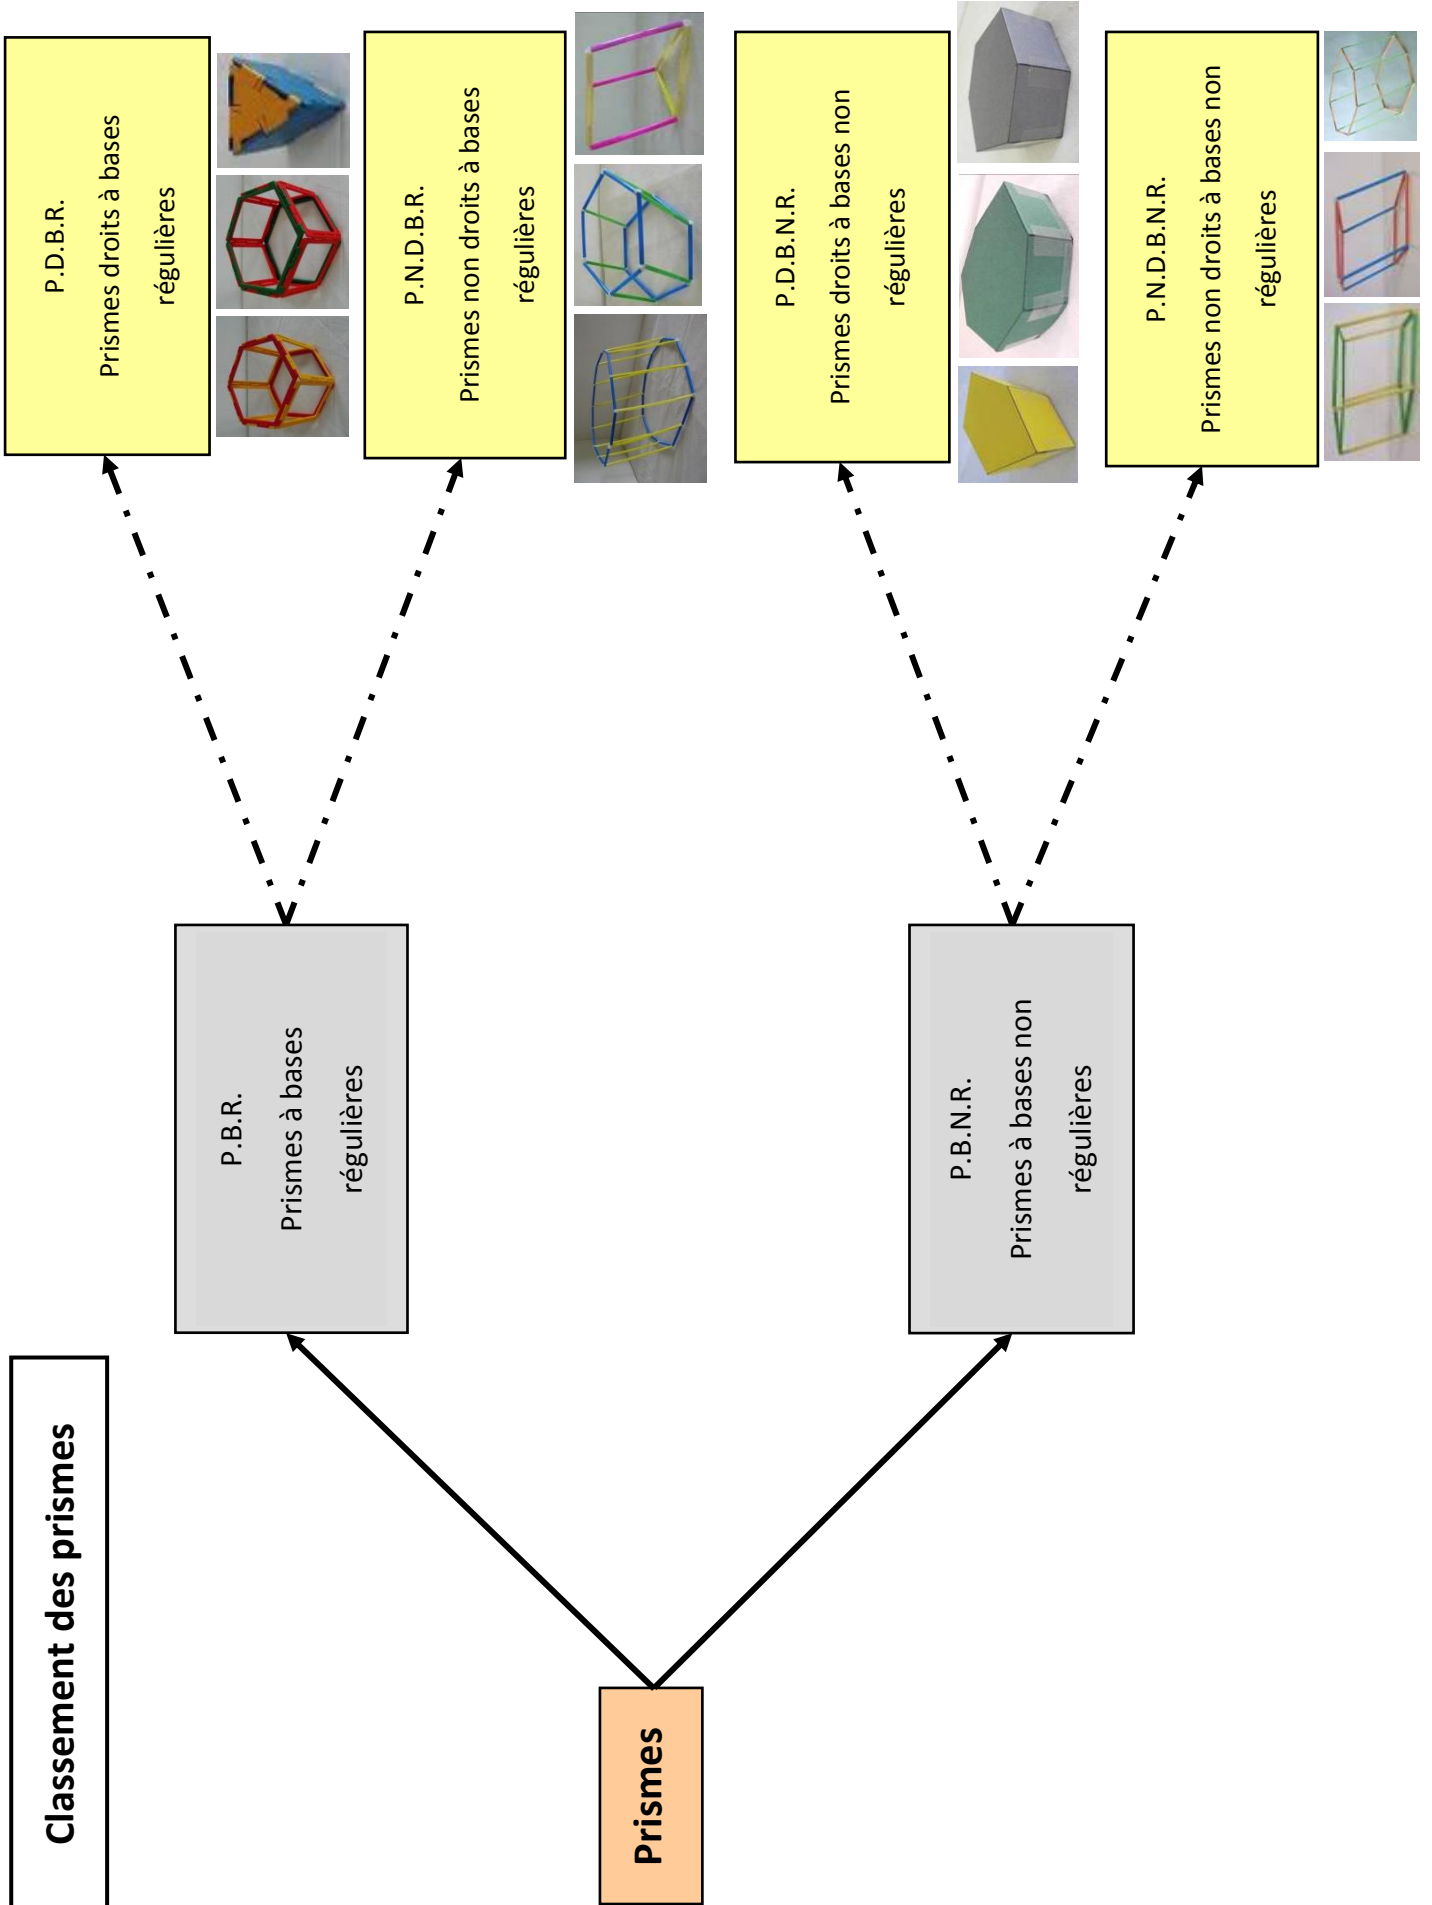 Classement des prismes
Prismes
P.B.R.
Prismes à bases
régulières
P.B.N.R.
Prismes à bases non
régulières
P.D.B.R.
Prismes droits à bases
régulières
P.N.D.B.R.
Prismes non droits à bases
régulières
P.D.B.N.R.
Prismes droits à bases non
régulières
P.N.D.B.N.R.
Prismes non droits à bases non
régulières